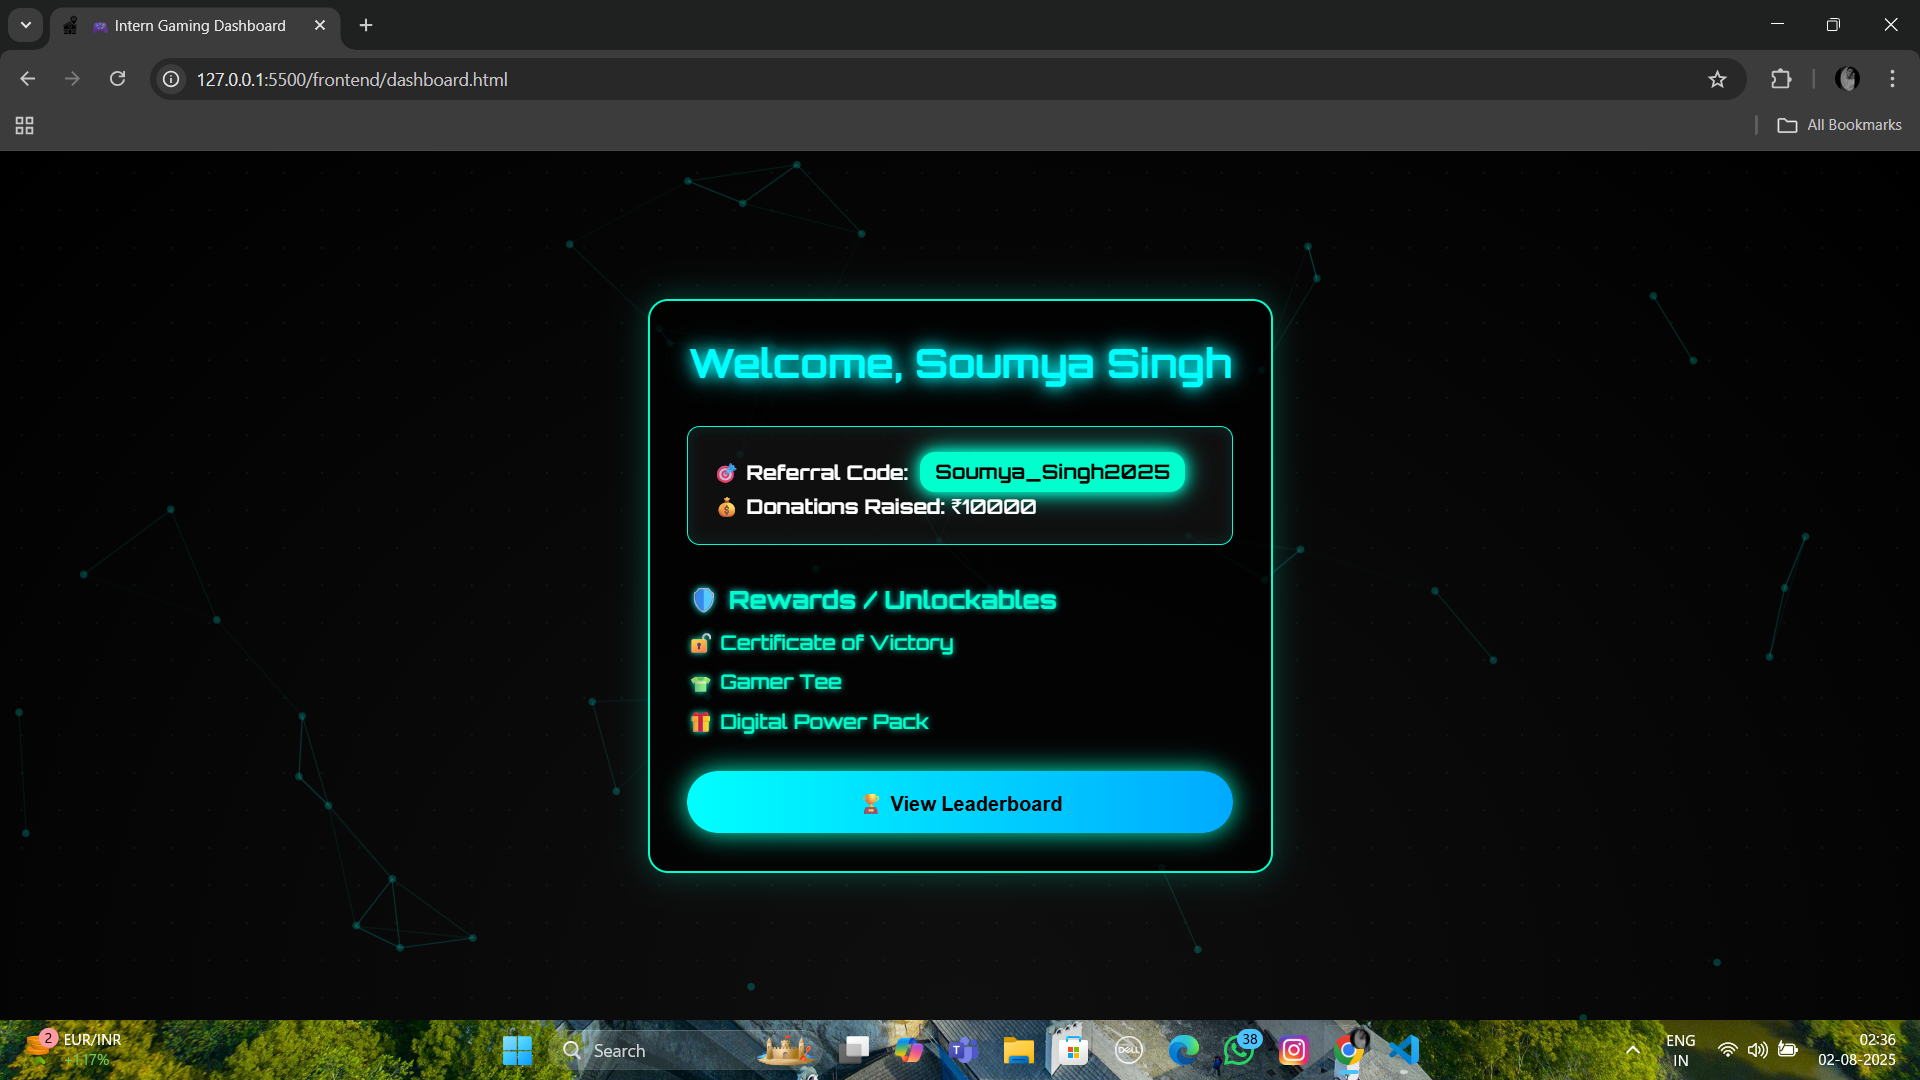 Intern Gaming Dashboard
127.0.0.1:5500/frontend/dashboard.html
All Bookmarks
Welcome, Soumya Singh
Referral Code: Soumya_Singh2025
Donations Raised: ₹10000
Rewards / Unlockables
Certificate of Victory
Gamer Tee
Digital Power Pack
View Leaderboard
2
EUR/INR
+1.17%
Search
T
DELL
38
ENG
IN
02:36
02-08-2025